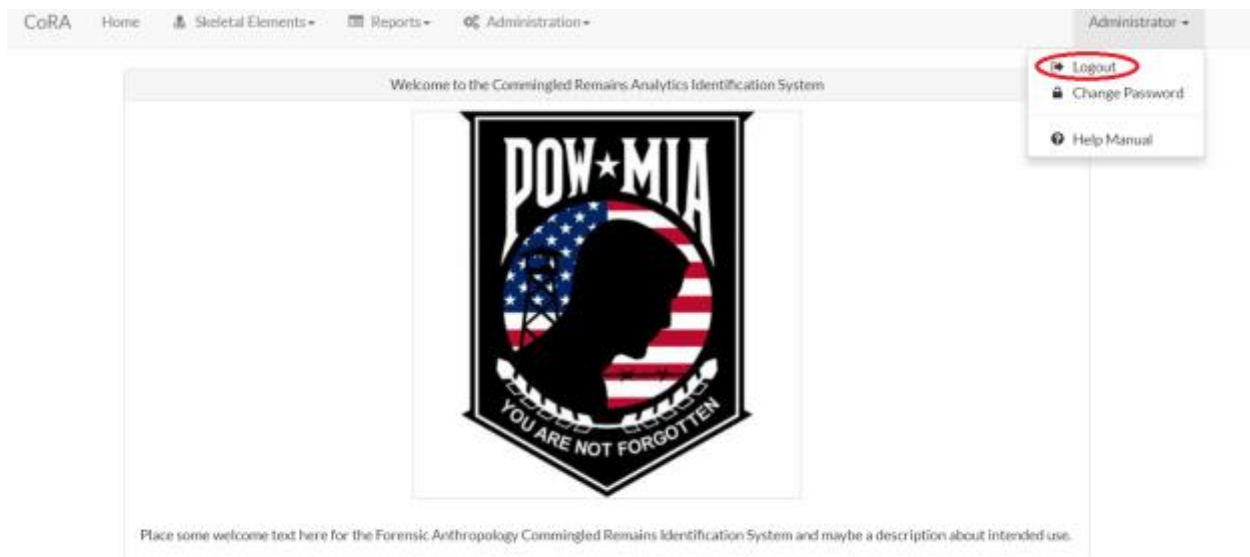 CoRA Home Skeletal Elements Reports Administration Administrator
Logout
Change Password
Help Manual
Welcome to the Commingled Remains Analytics Identification System
POW★MIA
YOU ARE NOT FORGOTTEN
Place some welcome text here for the Forensic Anthropology Commingled Remains Identification System and maybe a description about intended use.